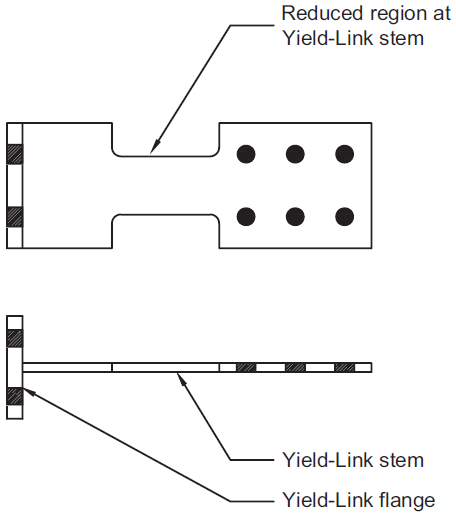 Reduced region at
Yield-Link stem
Yield-Link stem
Yield-Link flange